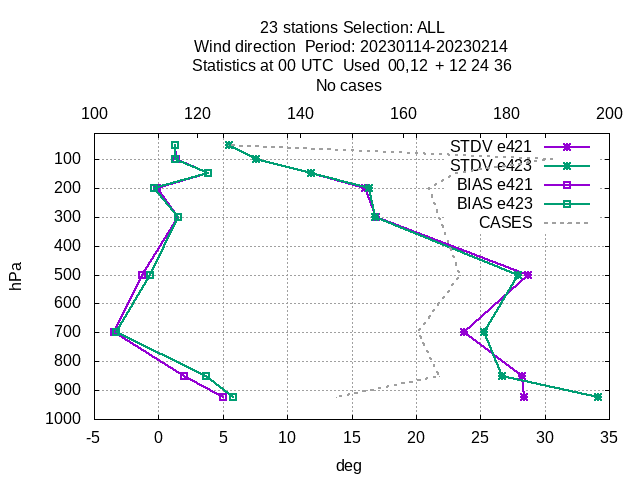 23 stations Selection: ALL
Wind direction  Period: 20230114-20230214
Statistics at 00 UTC  Used  00,12  + 12 24 36
No cases
100 120 140 160 180 200
STDV e421
STDV e423
BIAS e421
BIAS e423
CASES
100
200
300
400
500
600
700
800
900
1000
hPa
-5 0 5 10 15 20 25 30 35
deg